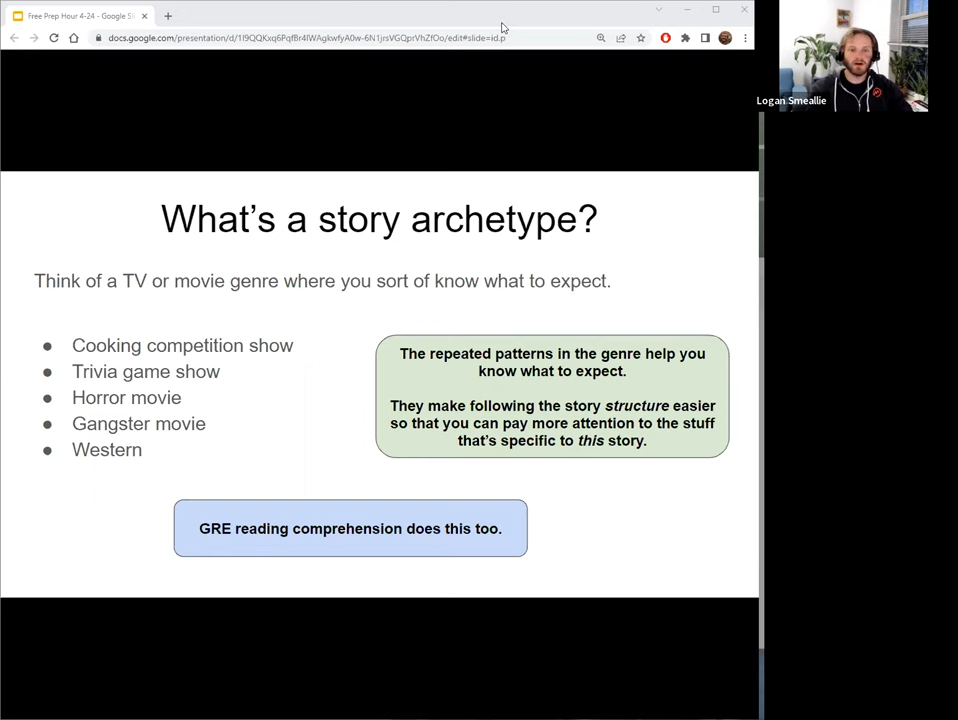 Free Prep Hour 4-24 - Google Sli
Logan Smeallie
What's a story archetype?
Think of a TV or movie genre where you sort of know what to expect.
● Cooking competition show
● Trivia game show
● Horror movie
● Gangster movie
● Western
The repeated patterns in the genre help you
know what to expect.
They make following the story structure easier
so that you can pay more attention to the stuff
that's specific to this story.
GRE reading comprehension does this too.